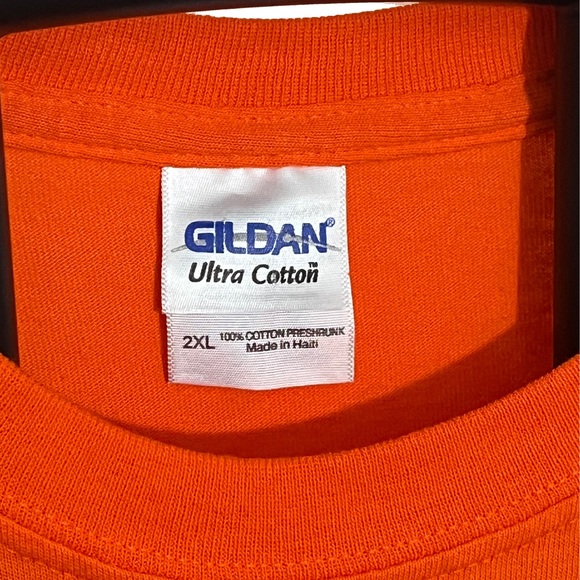 GILDAN®
Ultra Cotton™
2XL 100% COTTON PRESHRUNK
Made in Haiti